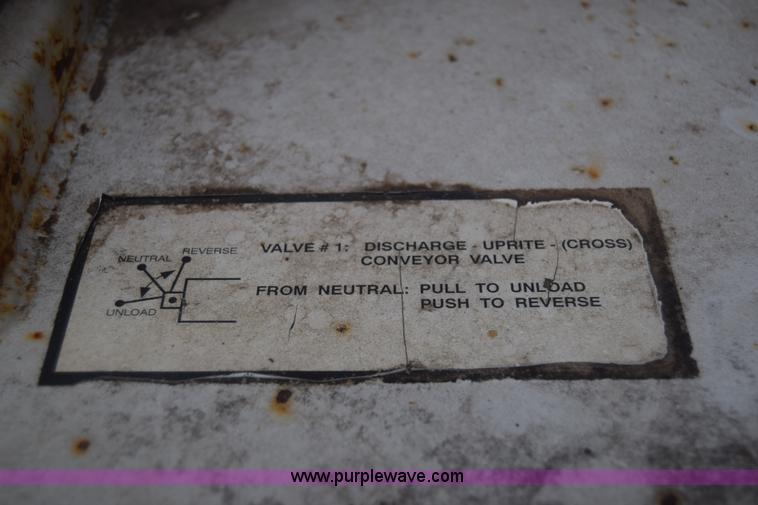 NEUTRAL REVERSE
UNLOAD
VALVE # 1: DISCHARGE - UPRITE - (CROSS)
CONVEYOR VALVE
FROM NEUTRAL: PULL TO UNLOAD
PUSH TO REVERSE
www.purplewave.com